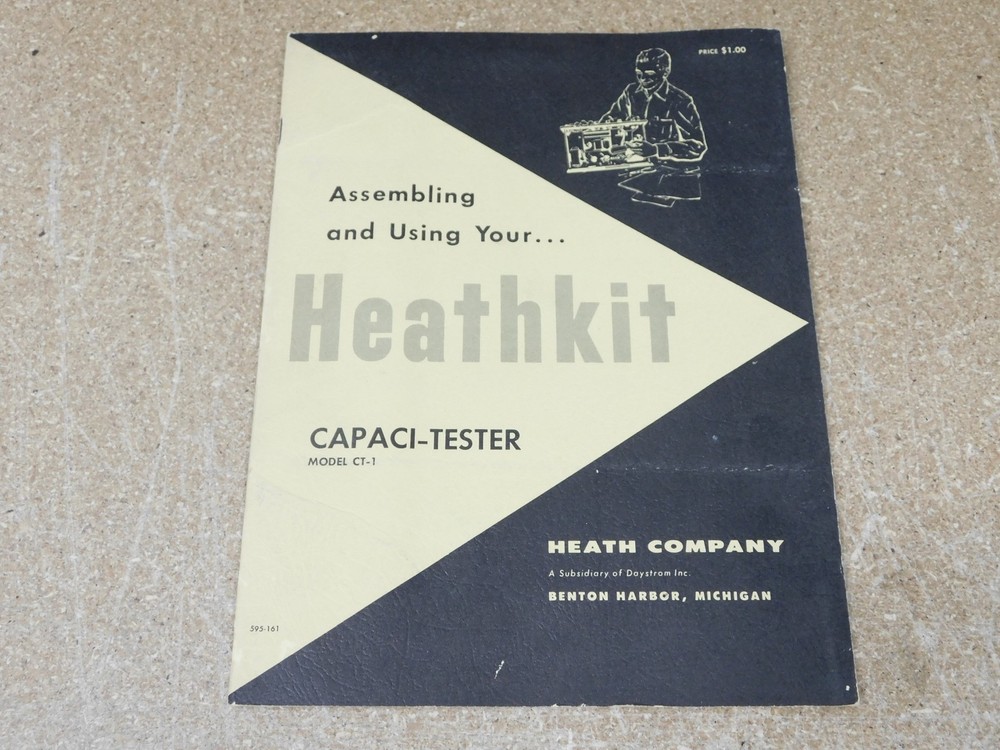 PRICE $1.00
Assembling
and Using Your...
Heathkit
CAPACI-TESTER
MODEL CT-1
HEATH COMPANY
A Subsidiary of Daystrom Inc.
BENTON HARBOR, MICHIGAN
595-161